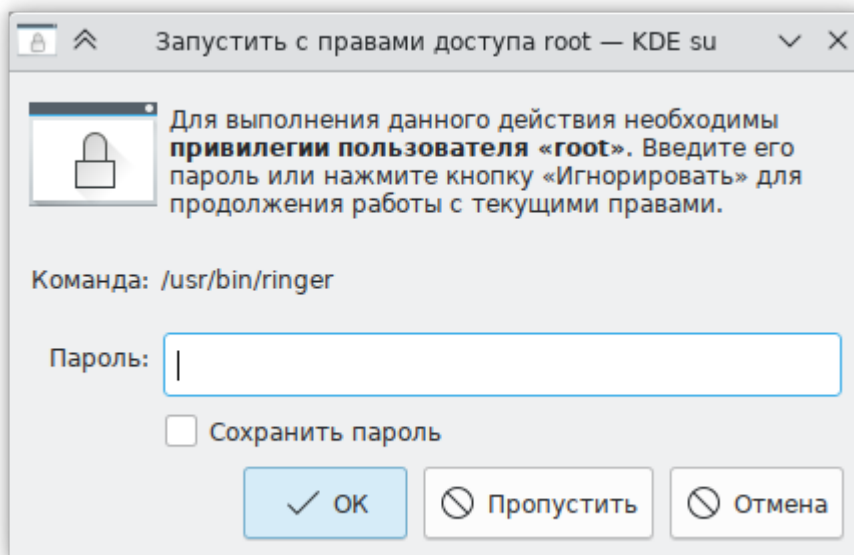 Запустить с правами доступа root — KDE su
Для выполнения данного действия необходимы
привилегии пользователя «root». Введите его
пароль или нажмите кнопку «Игнорировать» для
продолжения работы с текущими правами.
Команда: /usr/bin/ringer
Пароль:
Сохранить пароль
ОК Пропустить Отмена